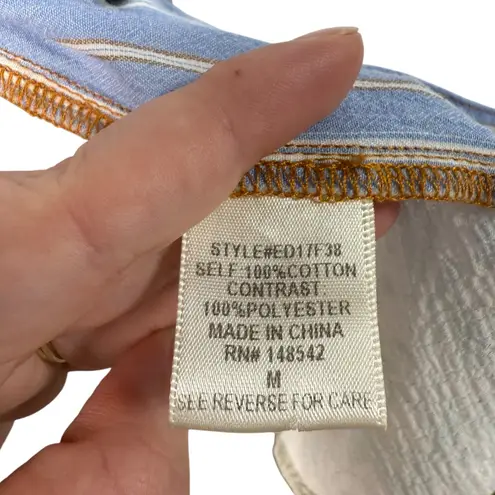 STYLE#ED17F38
SELF 100%COTTON
CONTRAST
100%POLYESTER
MADE IN CHINA
RN# 148542
M
SEE REVERSE FOR CARE